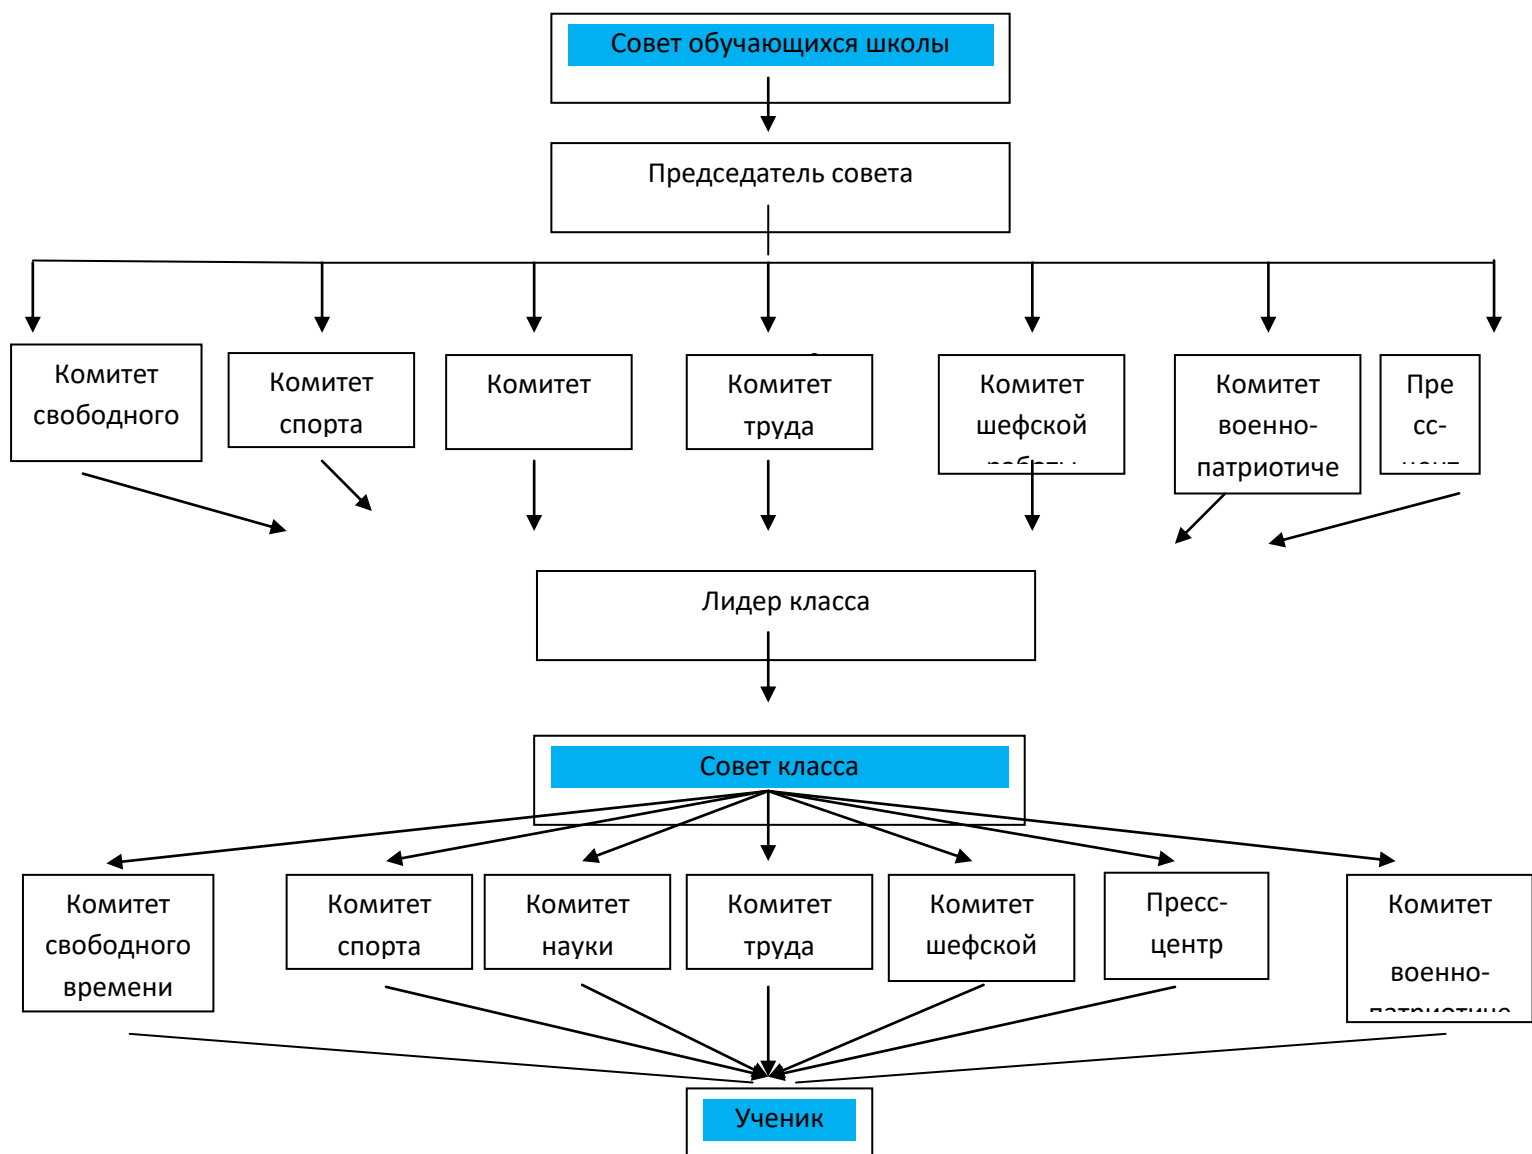 Совет обучающихся школы
Председатель совета
Комитет
свободного
Комитет
спорта
Комитет
Комитет
труда
Комитет
шефской
работы
Комитет
военно-
патриотиче
Пре
сс-
Лидер класса
Совет класса
Комитет
свободного
времени
Комитет
спорта
Комитет
науки
Комитет
труда
Комитет
шефской
Пресс-
центр
Комитет
военно-
патриотиче
Ученик